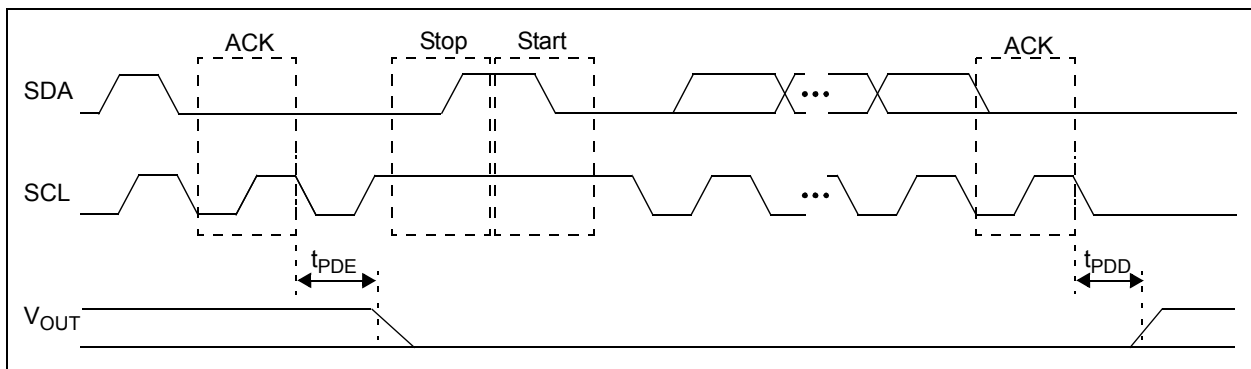 ACK Stop Start ACK
SDA ...
SCL ...
tPDE tPDD
VOUT